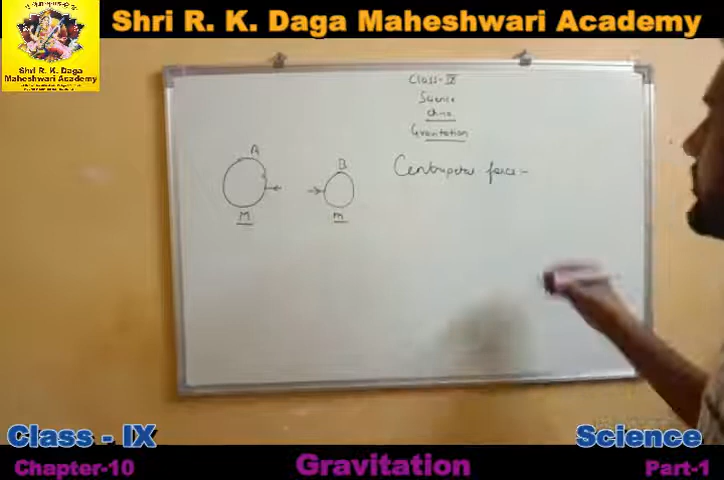 Shri R. K. Daga Maheshwari Academy
Shri R. K. Daga
Maheshwari Academy
Class-IX
Science
Gravitation
A
B
M
m
Centripetal force:-
Class - IX
Science
Chapter-10
Gravitation
Part-1